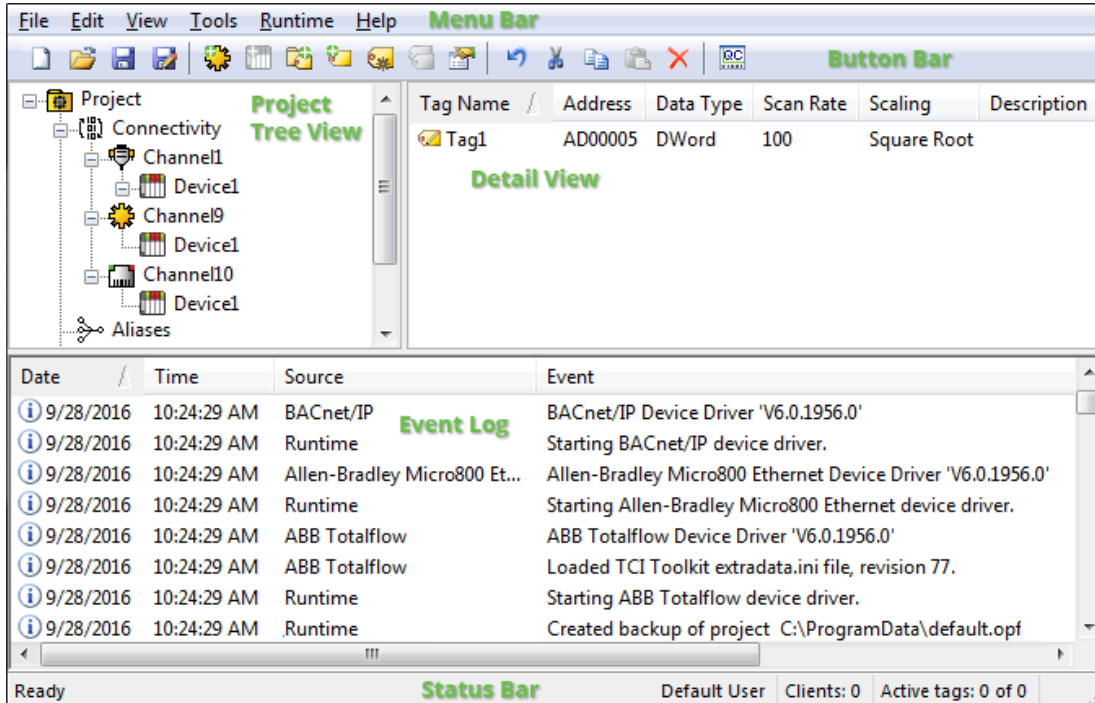 File Edit View Tools Runtime Help Menu Bar
QC Button Bar
Project
Project Tree View
Connectivity
Channel1
Device1
Channel9
Device1
Channel10
Device1
Aliases
Tag Name Address Data Type Scan Rate Scaling Description
Tag1 AD00005 DWord 100 Square Root
Detail View
Date Time Source Event
9/28/2016 10:24:29 AM BACnet/IP BACnet/IP Device Driver 'V6.0.1956.0'
Event Log
9/28/2016 10:24:29 AM Runtime Starting BACnet/IP device driver.
9/28/2016 10:24:29 AM Allen-Bradley Micro800 Et... Allen-Bradley Micro800 Ethernet Device Driver 'V6.0.1956.0'
9/28/2016 10:24:29 AM Runtime Starting Allen-Bradley Micro800 Ethernet device driver.
9/28/2016 10:24:29 AM ABB Totalflow ABB Totalflow Device Driver 'V6.0.1956.0'
9/28/2016 10:24:29 AM ABB Totalflow Loaded TCI Toolkit extradata.ini file, revision 77.
9/28/2016 10:24:29 AM Runtime Starting ABB Totalflow device driver.
9/28/2016 10:24:29 AM Runtime Created backup of project C:\ProgramData\default.opf
Ready Status Bar Default User Clients: 0 Active tags: 0 of 0